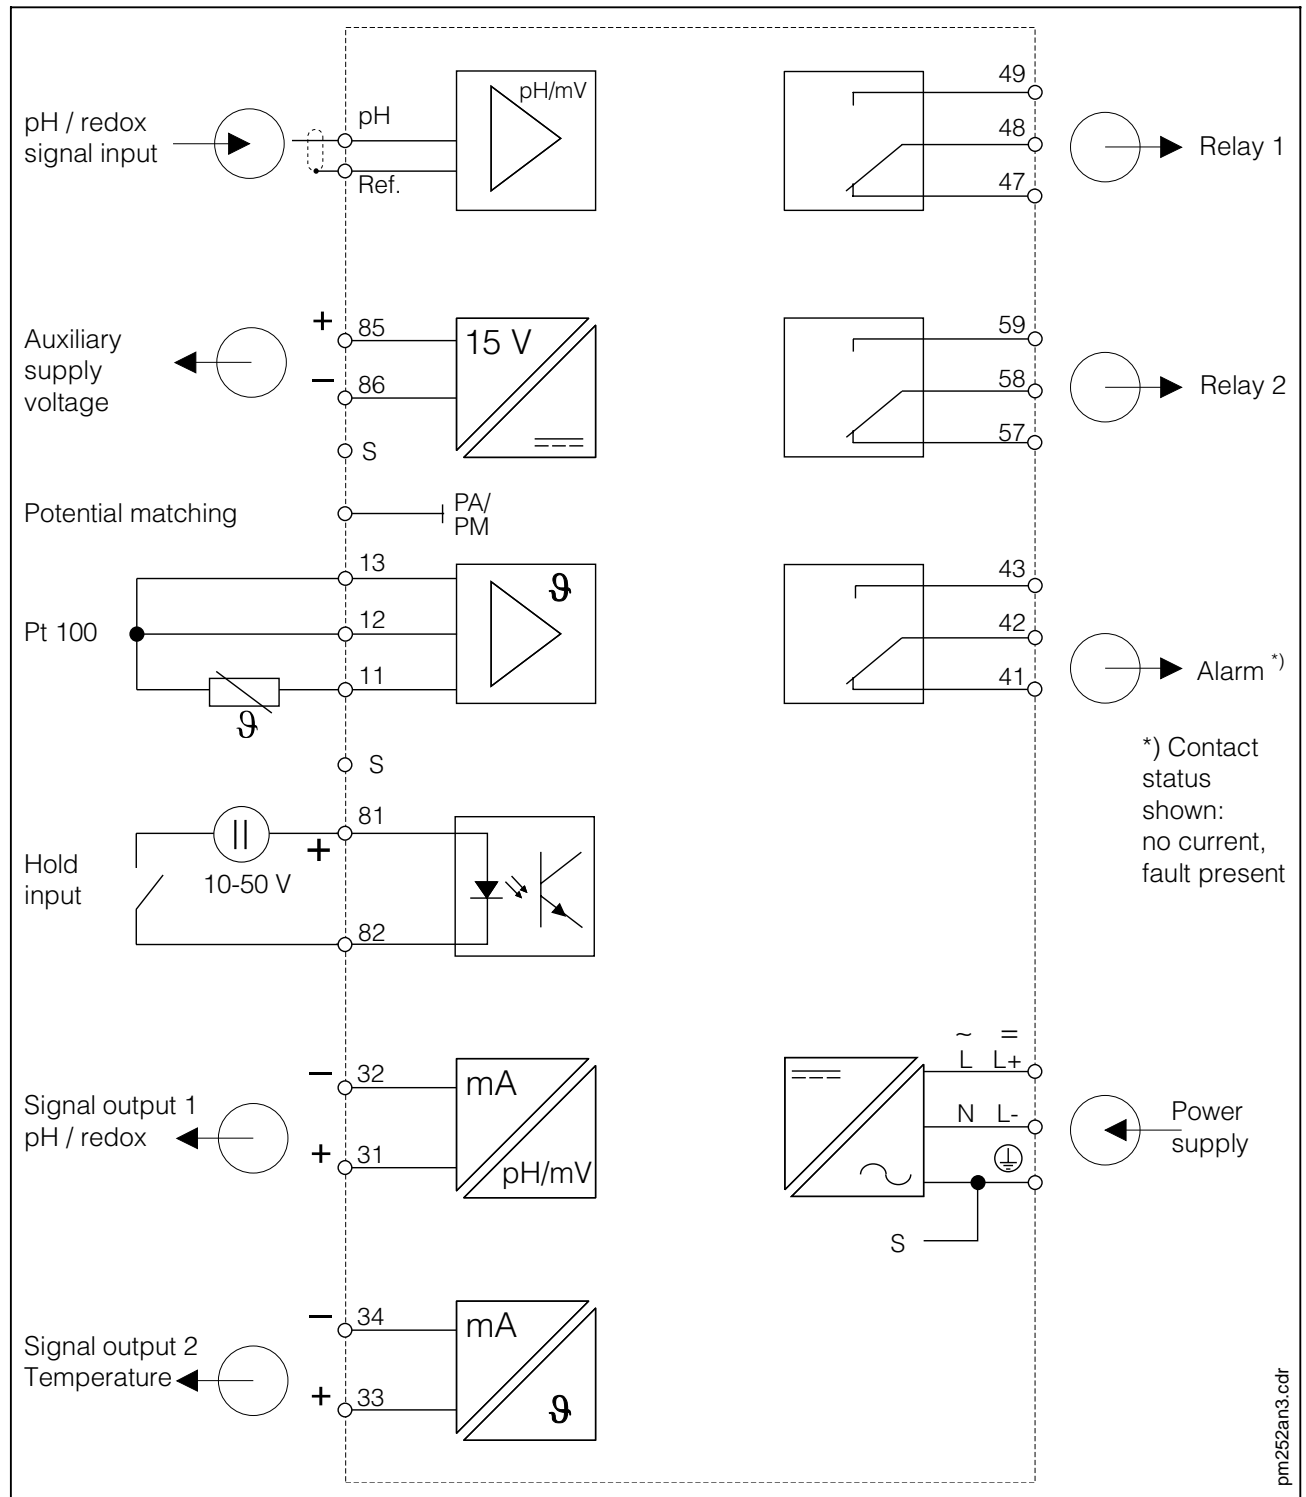 pH / redox
signal input
pH
Ref.
pH/mV
49
48
47
Relay 1
Auxiliary
supply
voltage
+
85
–
86
15 V
S
59
58
57
Relay 2
Potential matching
PA/
PM
Pt 100
13
12
11
ϑ
ϑ
S
43
42
41
Alarm *)
*) Contact
status
shown:
no current,
fault present
Hold
input
10-50 V
81
+
82
Signal output 1
pH / redox
–
32
+
31
mA
pH/mV
~ =
L L+
N L-
S
Power
supply
Signal output 2
Temperature
–
34
+
33
mA
ϑ
pm252an3.cdr